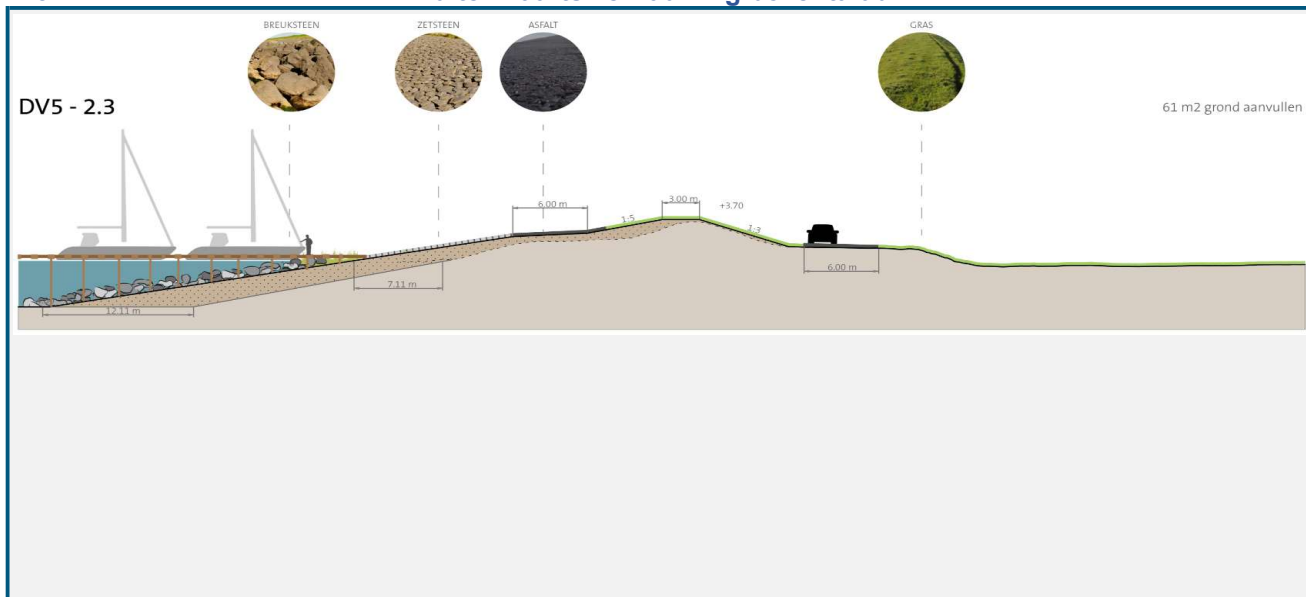 BREUKSTEEN
ZETSTEEN
ASFALT
GRAS
DV5 - 2.3
61 m2 grond aanvullen
6.00 m
1:5
3.00 m
+3.70
1:3
6.00 m
7.11 m
12.11 m